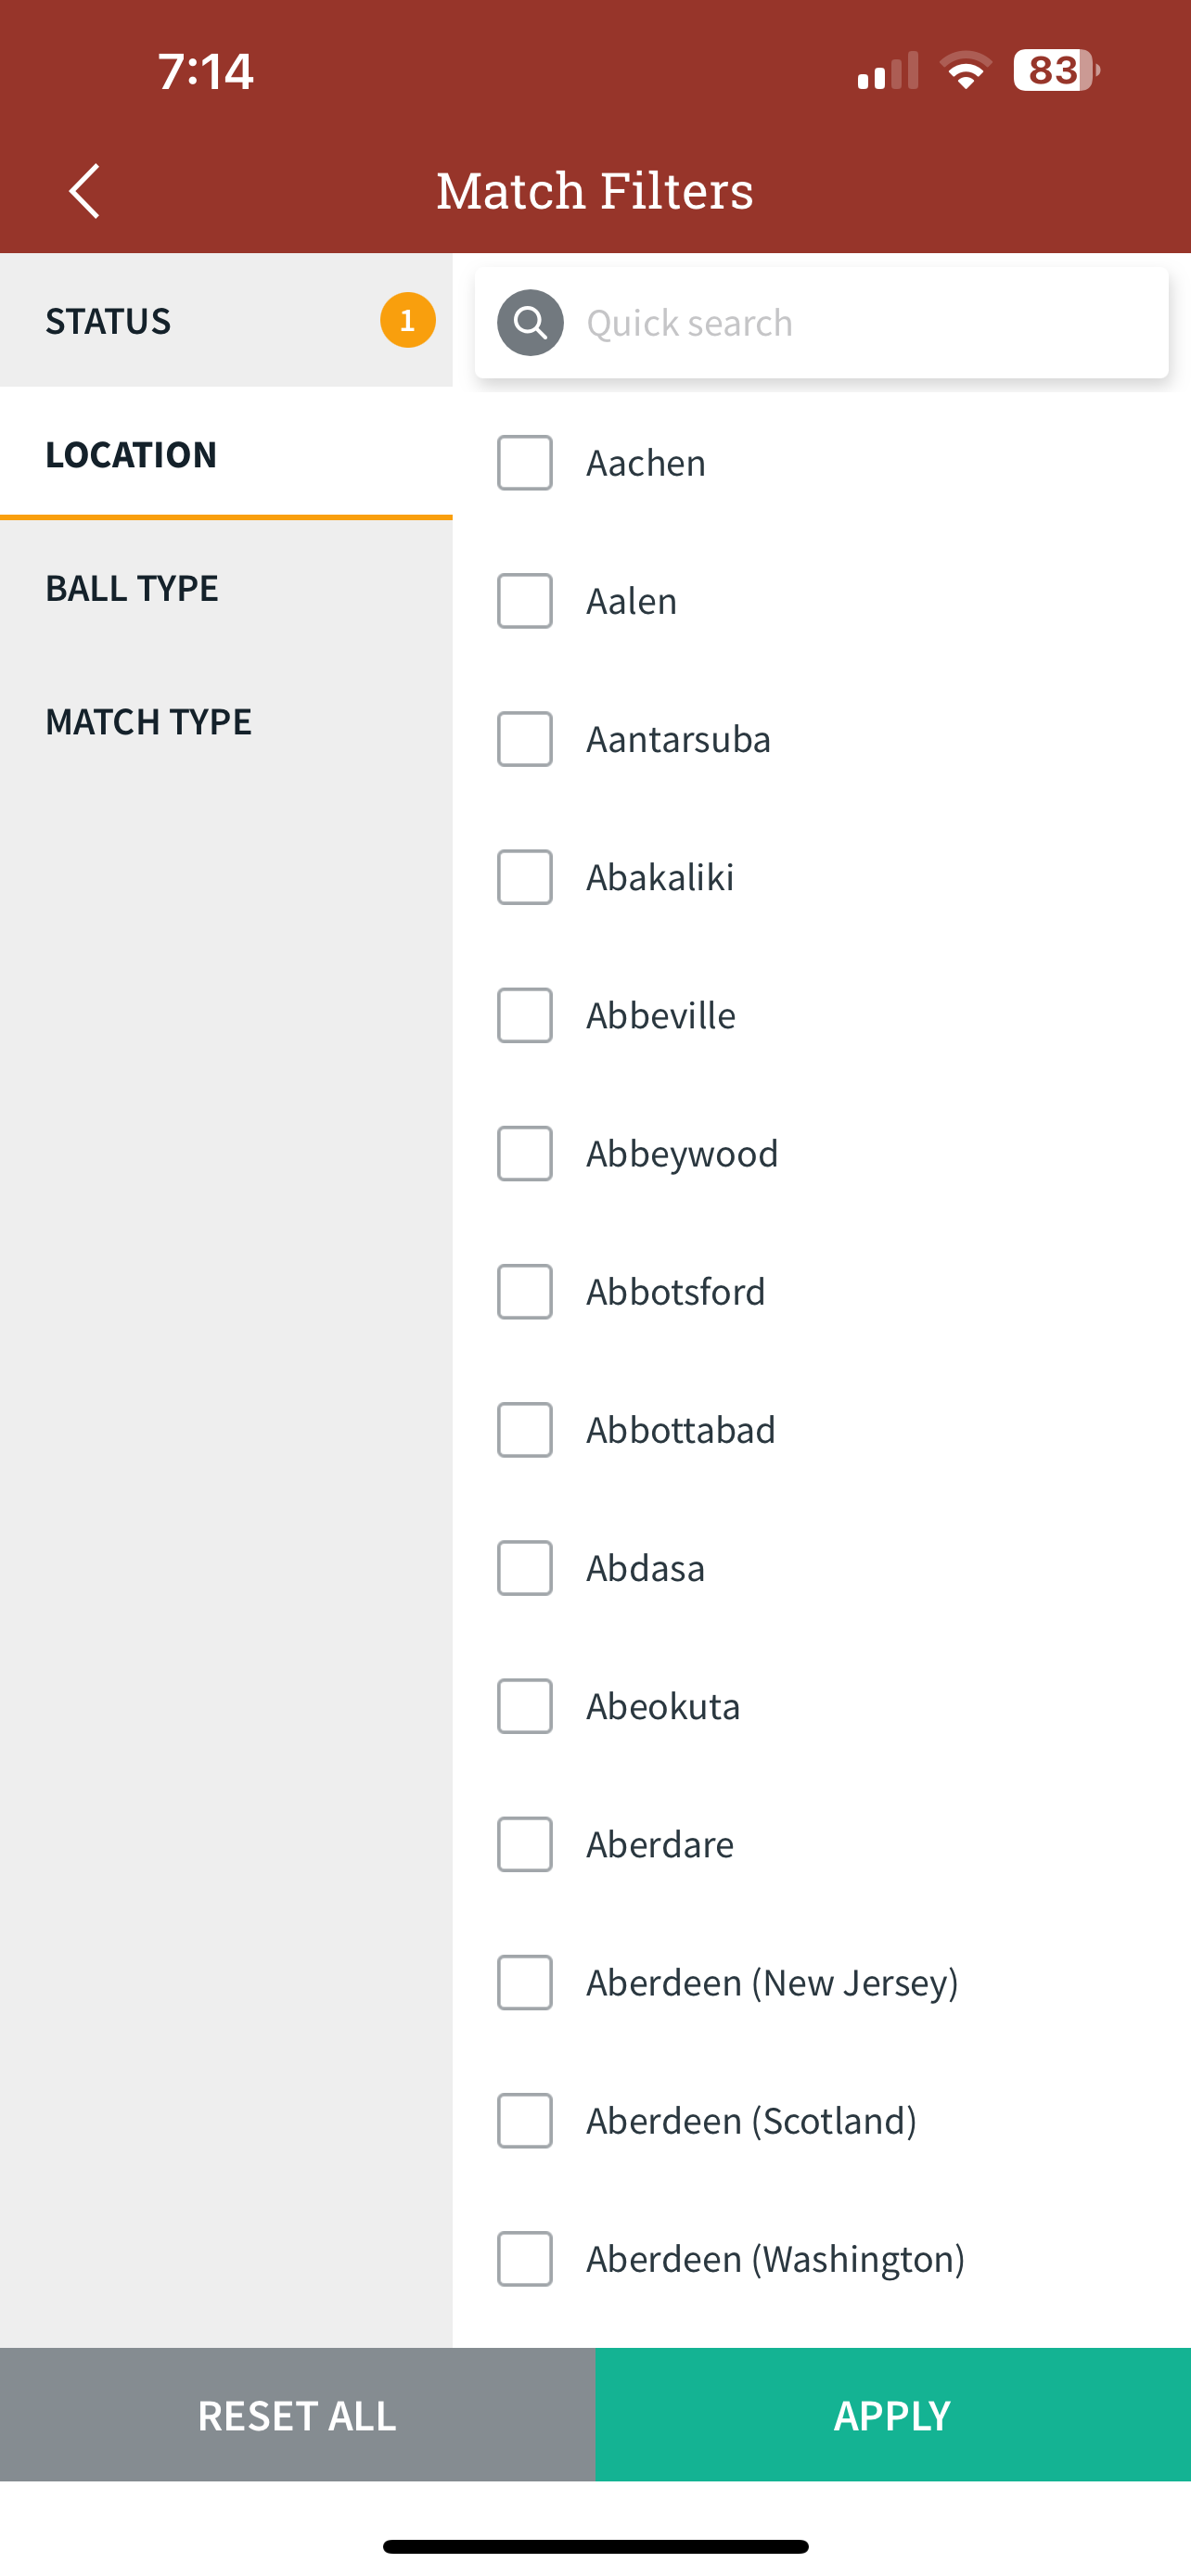 7:14
83
Match Filters
STATUS
1
LOCATION
BALL TYPE
MATCH TYPE
Quick search
Aachen
Aalen
Aantarsuba
Abakaliki
Abbeville
Abbeywood
Abbotsford
Abbottabad
Abdasa
Abeokuta
Aberdare
Aberdeen (New Jersey)
Aberdeen (Scotland)
Aberdeen (Washington)
RESET ALL
APPLY